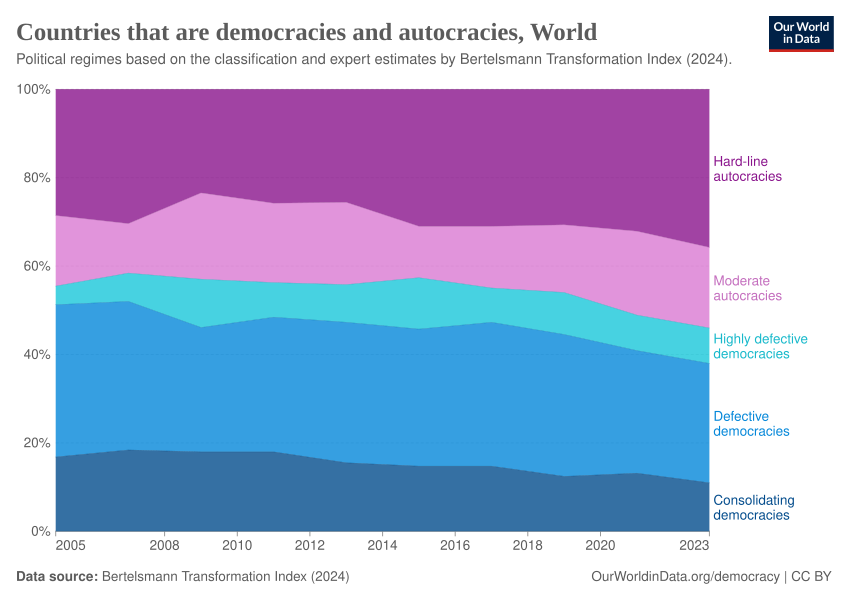 Countries that are democracies and autocracies, World
Our World
in Data
Political regimes based on the classification and expert estimates by Bertelsmann Transformation Index (2024).
100%
80%
60%
40%
20%
0%
Hard-line
autocracies
Moderate
autocracies
Highly defective
democracies
Defective
democracies
Consolidating
democracies
2005
2008
2010
2012
2014
2016
2018
2020
2023
Data source: Bertelsmann Transformation Index (2024)
OurWorldinData.org/democracy | CC BY